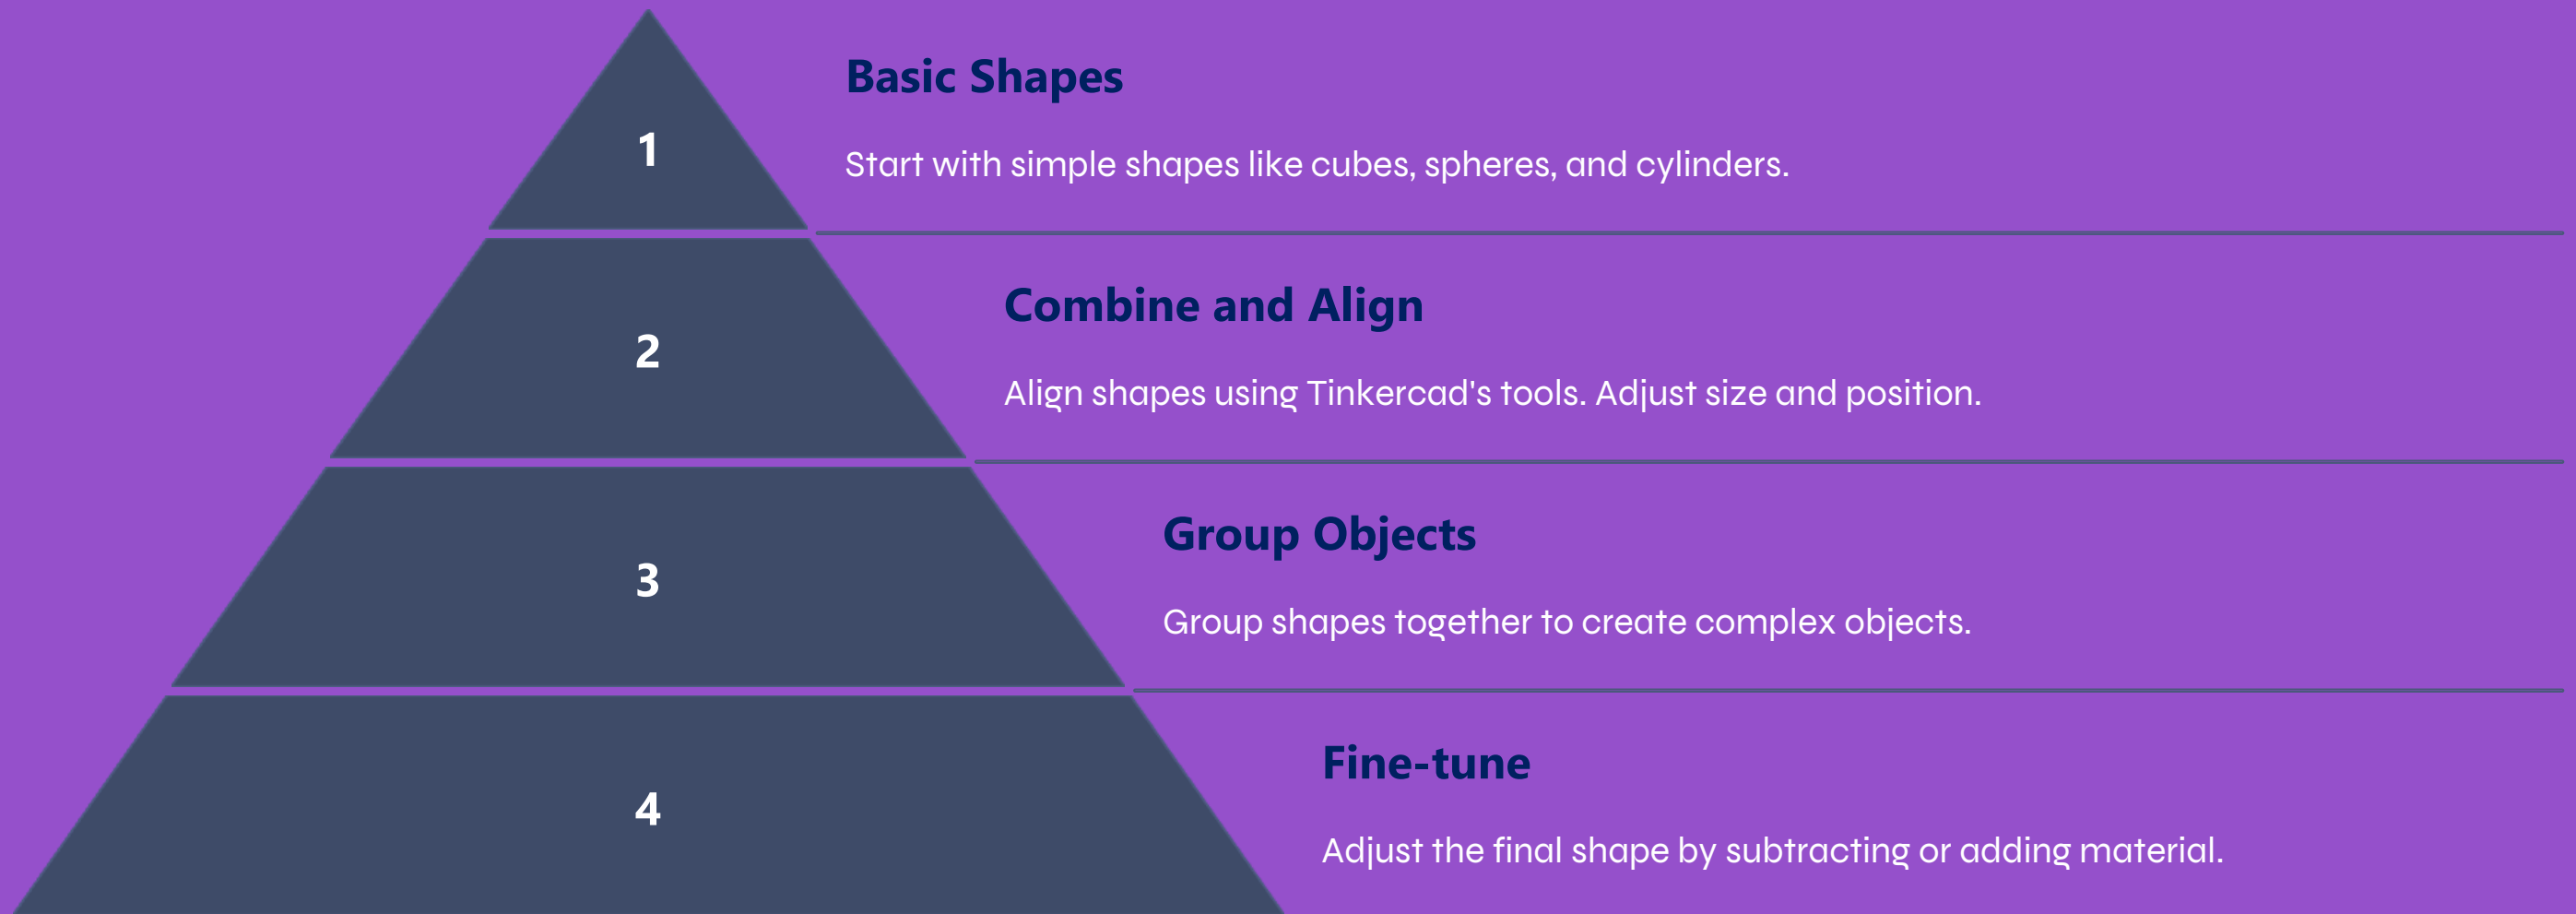 1
Basic Shapes
Start with simple shapes like cubes, spheres, and cylinders.
2
Combine and Align
Align shapes using Tinkercad's tools. Adjust size and position.
3
Group Objects
Group shapes together to create complex objects.
4
Fine-tune
Adjust the final shape by subtracting or adding material.